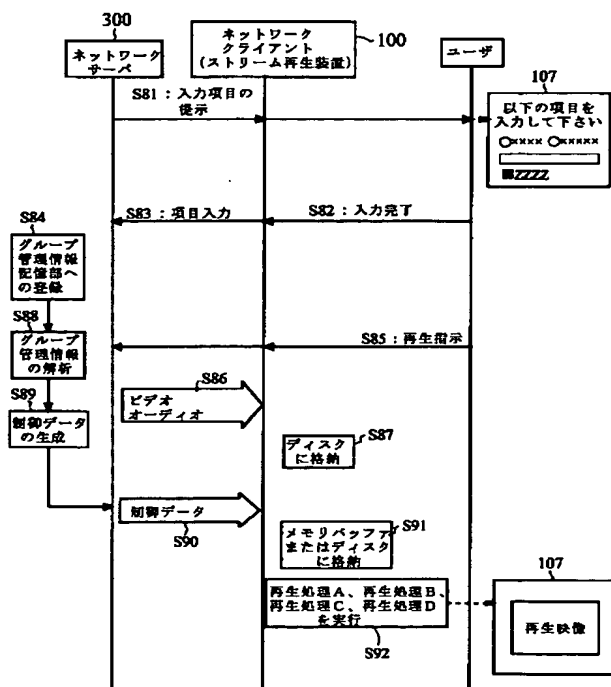 300
ネットワーク
サーバ
ネットワーク
クライアント
(ストリーム再生装置)
100
ユーザ
S81:入力項目の
提示
107
以下の項目を
入力して下さい
○xxxx ○xxxxx
■ZZZZ
S83:項目入力
S82:入力完了
S84
グループ
管理情報
記憶部へ
の登録
S88
グループ
管理情報
の解析
S85:再生指示
S86
ビデオ
オーディオ
S89
制御データ
の生成
S87
ディスク
に格納
制御データ
S90
S91
メモリバッファ
またはディスク
に格納
再生処理A、再生処理B、
再生処理C、再生処理D
を実行
S92
107
再生映像